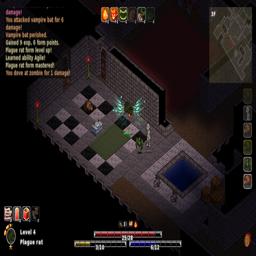 damage!
You attacked vampire bat for 6
damage!
Vampire bat perished.
Gained 9 exp, 6 form points.
Plague rat form level up!
Learned ability Agile!
Plague rat form mastered!
You dove at zombie for 1 damage!
3F
Level 4
Plague rat